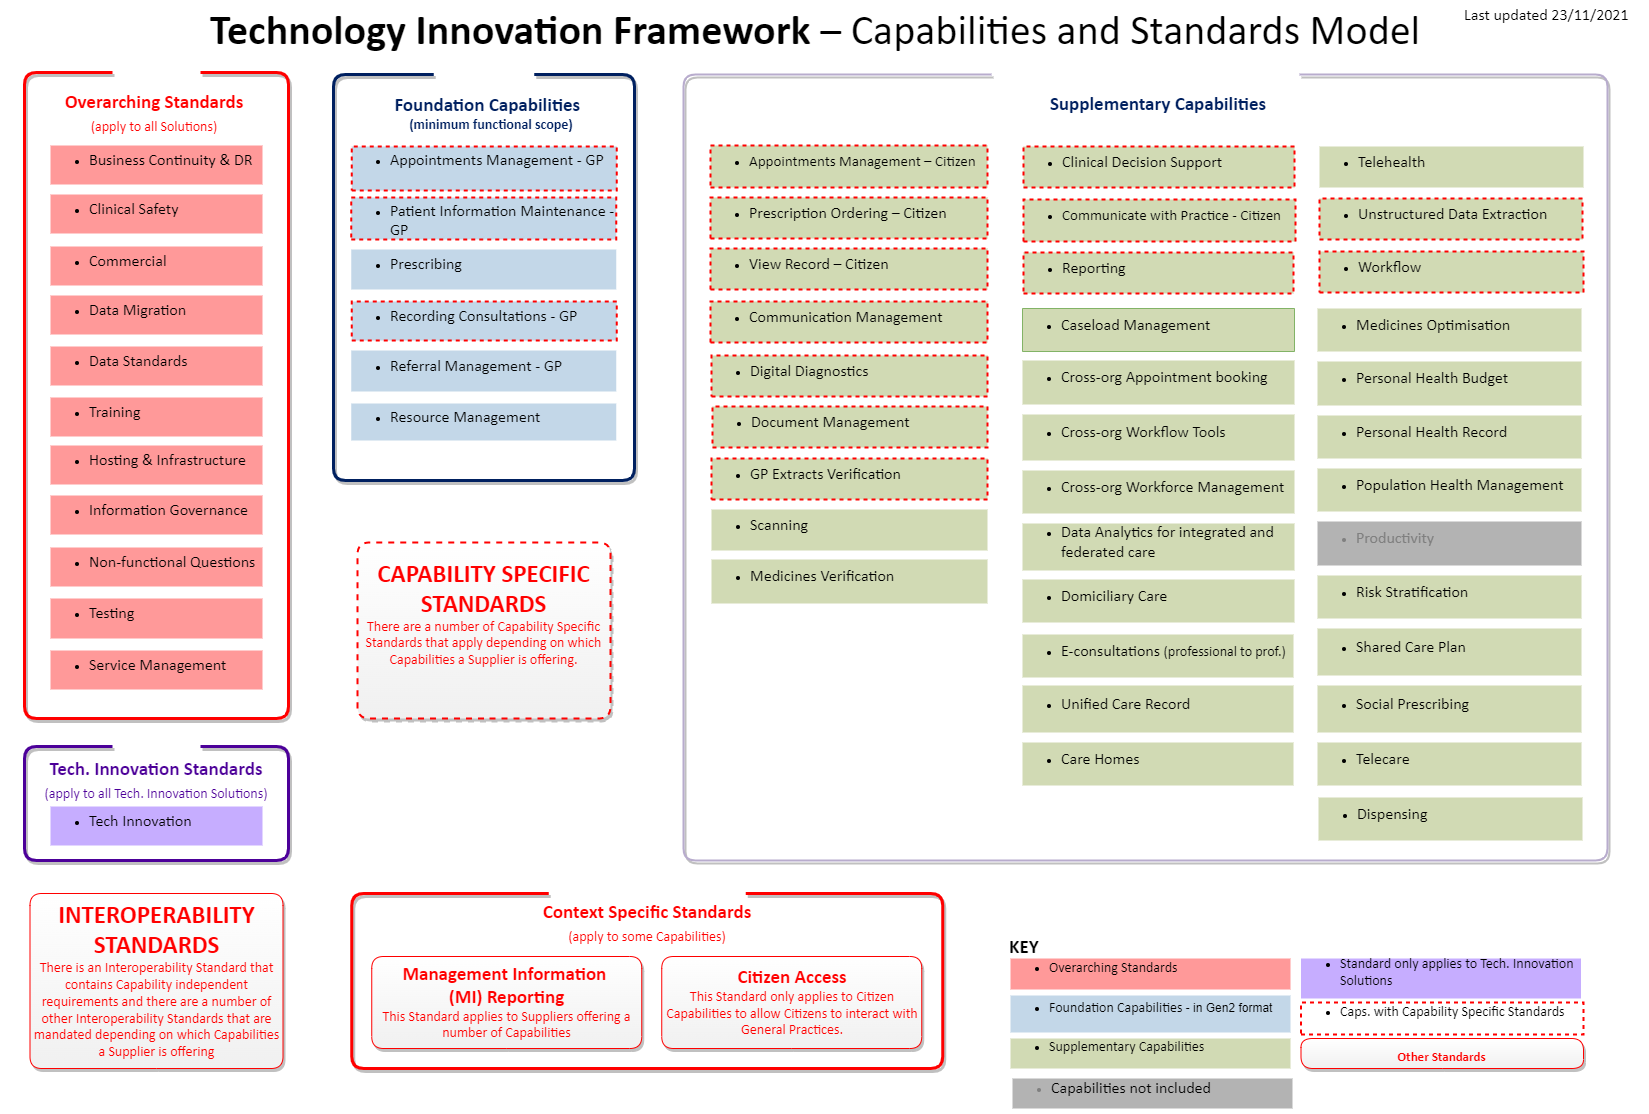 Last updated 23/11/2021
Technology Innovation Framework – Capabilities and Standards Model
Overarching Standards
(apply to all Solutions)
• Business Continuity & DR
• Clinical Safety
• Commercial
• Data Migration
• Data Standards
• Training
• Hosting & Infrastructure
• Information Governance
• Non-functional Questions
• Testing
• Service Management
Tech. Innovation Standards
(apply to all Tech. Innovation Solutions)
• Tech Innovation
INTEROPERABILITY
STANDARDS
There is an Interoperability Standard that
contains Capability independent
requirements and there are a number of
other Interoperability Standards that are
mandated depending on which Capabilities
a Supplier is offering
Foundation Capabilities
(minimum functional scope)
• Appointments Management - GP
• Patient Information Maintenance -
GP
• Prescribing
• Recording Consultations - GP
• Referral Management - GP
• Resource Management
CAPABILITY SPECIFIC
STANDARDS
There are a number of Capability Specific
Standards that apply depending on which
Capabilities a Supplier is offering.
Supplementary Capabilities
• Appointments Management – Citizen
• Prescription Ordering – Citizen
• View Record – Citizen
• Communication Management
• Digital Diagnostics
• Document Management
• GP Extracts Verification
• Scanning
• Medicines Verification
• Clinical Decision Support
• Communicate with Practice - Citizen
• Reporting
• Caseload Management
• Cross-org Appointment booking
• Cross-org Workflow Tools
• Cross-org Workforce Management
• Data Analytics for integrated and
federated care
• Domiciliary Care
• E-consultations (professional to prof.)
• Unified Care Record
• Care Homes
• Telehealth
• Unstructured Data Extraction
• Workflow
• Medicines Optimisation
• Personal Health Budget
• Personal Health Record
• Population Health Management
• Productivity
• Risk Stratification
• Shared Care Plan
• Social Prescribing
• Telecare
• Dispensing
Context Specific Standards
(apply to some Capabilities)
Management Information
(MI) Reporting
This Standard applies to Suppliers offering a
number of Capabilities
Citizen Access
This Standard only applies to Citizen
Capabilities to allow Citizens to interact with
General Practices.
KEY
• Overarching Standards
• Foundation Capabilities - in Gen2 format
• Supplementary Capabilities
• Capabilities not included
• Standard only applies to Tech. Innovation
Solutions
• Caps. with Capability Specific Standards
Other Standards